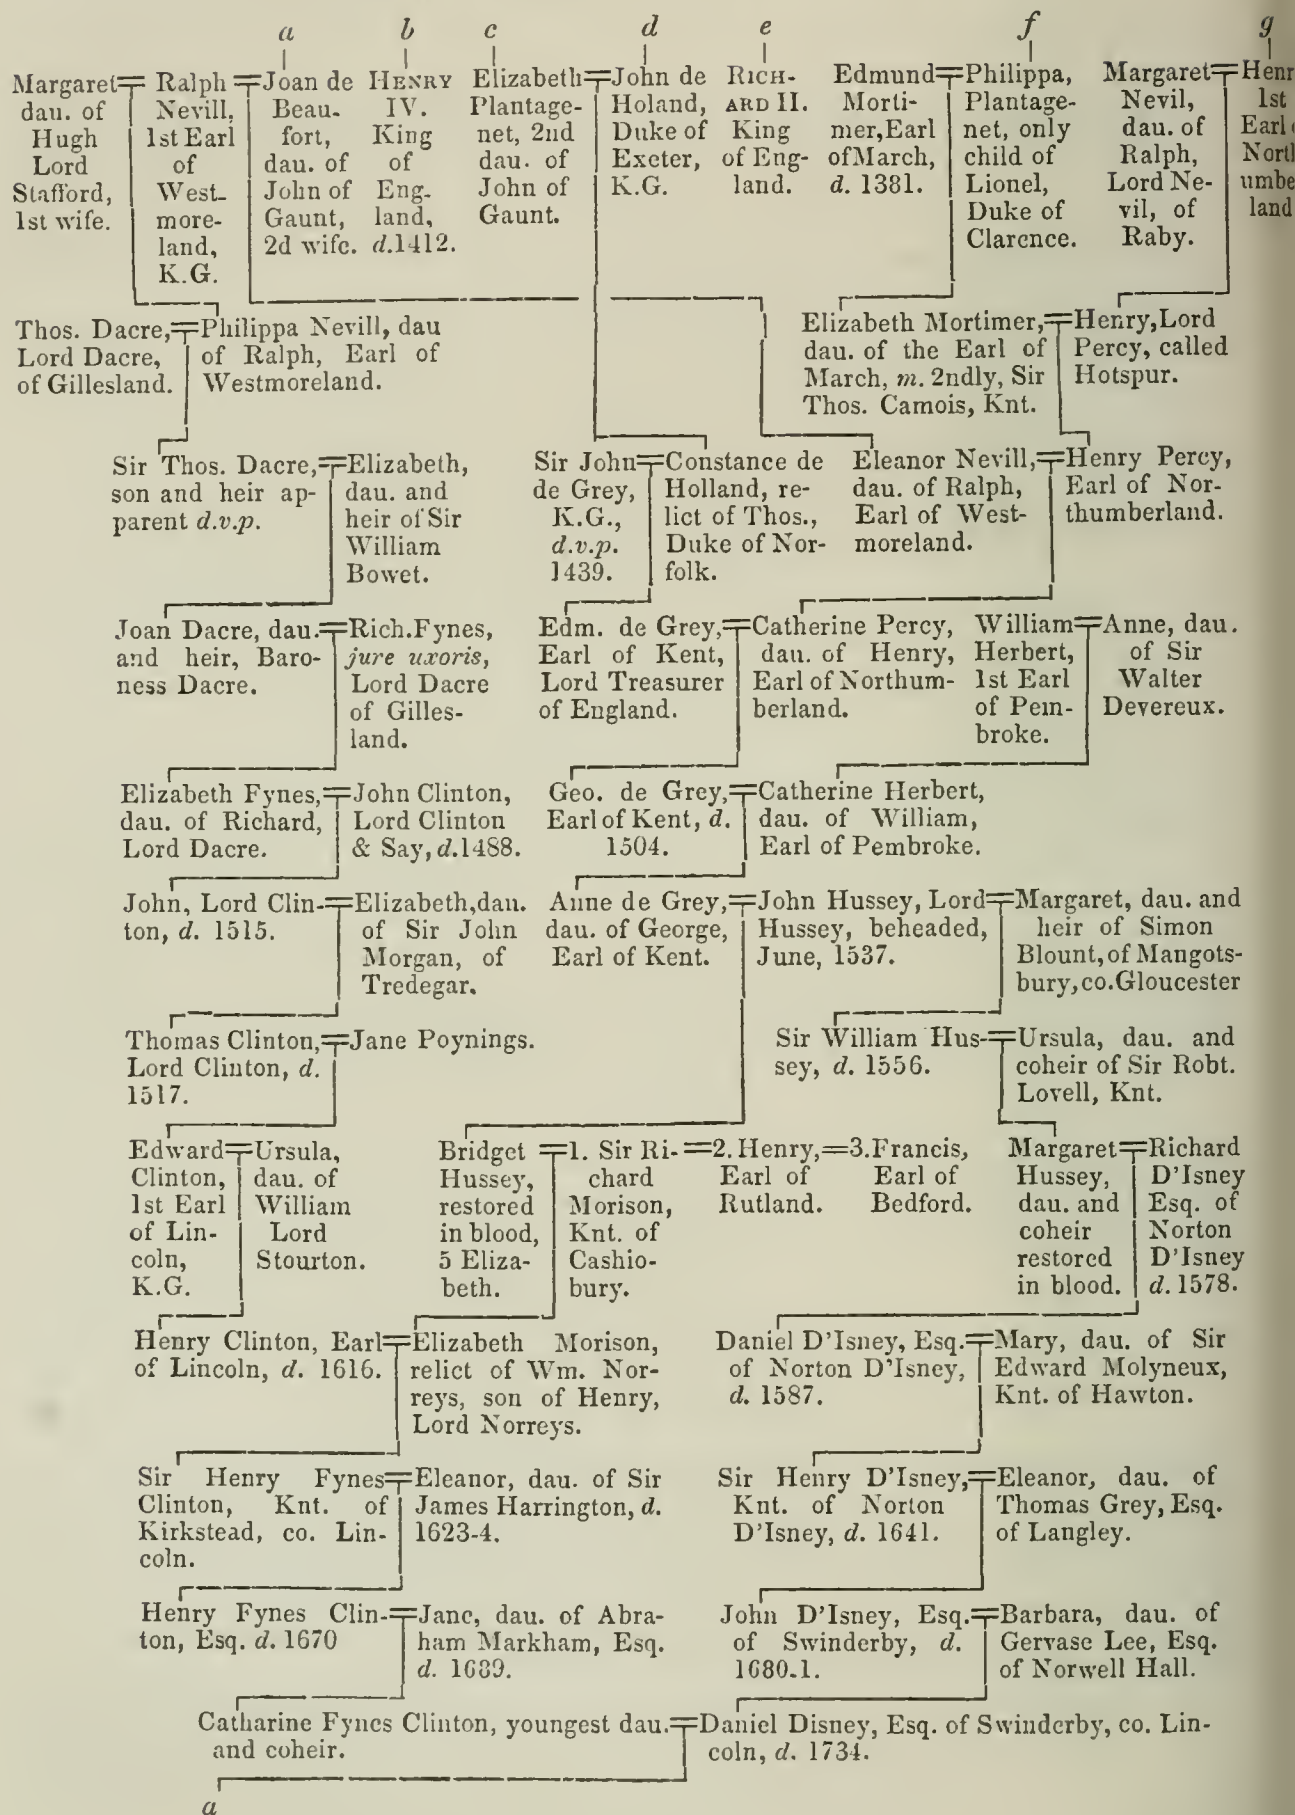 a b c d e f g
Margaret
dau. of
Hugh
Lord
Stafford,
1st wife.
Ralph
Nevill,
1st Earl
of
West-
more-
land,
K.G.
Joan de
Beau-
fort,
dau. of
John of
Gaunt,
2d wife.
HENRY
IV.
King
of
Eng-
land,
d.1412.
Elizabeth
Plantage-
net, 2nd
dau. of
John of
Gaunt.
John de
Holand,
Duke of
Exeter,
K.G.
RICH-
ARD II.
King
of Eng-
land.
Edmund
Morti-
mer, Earl
of March,
d. 1381.
Philippa,
Plantage-
net, only
child of
Lionel,
Duke of
Clarence.
Margaret
Nevil,
dau. of
Ralph,
Lord Ne-
vil, of
Raby.
Henr
1st
Earl
North
umbe
land
Thos. Dacre,
Lord Dacre,
of Gillesland.
Philippa Nevill, dau
of Ralph, Earl of
Westmoreland.
Elizabeth Mortimer,
dau. of the Earl of
March, m. 2ndly, Sir
Thos. Camois, Knt.
Henry, Lord
Percy, called
Hotspur.
Sir Thos. Dacre,
son and heir ap-
parent d.v.p.
Elizabeth,
dau. and
heir of Sir
William
Bowet.
Sir John
de Grey,
K.G.,
d.v.p.
1439.
Constance de
Holland, re-
lict of Thos.,
Duke of Nor-
folk.
Eleanor Nevill,
dau. of Ralph,
Earl of West-
moreland.
Henry Percy,
Earl of Nor-
thumberland.
Joan Dacre, dau.
and heir, Baro-
ness Dacre.
Rich. Fynes,
jure uxoris,
Lord Dacre
of Gilles-
land.
Edm. de Grey,
Earl of Kent,
Lord Treasurer
of England.
Catherine Percy,
dau. of Henry,
Earl of Northum-
berland.
William
Herbert,
1st Earl
of Pem-
broke.
Anne, dau.
of Sir
Walter
Devereux.
Elizabeth Fynes,
dau. of Richard,
Lord Dacre.
John Clinton,
Lord Clinton
& Say, d.1488.
Geo. de Grey,
Earl of Kent, d.
1504.
Catherine Herbert,
dau. of William,
Earl of Pembroke.
John, Lord Clin-
ton, d. 1515.
Elizabeth, dau.
of Sir John
Morgan, of
Tredegar.
Anne de Grey,
dau. of George,
Earl of Kent.
John Hussey, Lord
Hussey, beheaded,
June, 1537.
Margaret, dau. and
heir of Simon
Blount, of Mangots-
bury, co. Gloucester
Thomas Clinton,
Lord Clinton, d.
1517.
Jane Poynings.
Sir William Hus-
sey, d. 1556.
Ursula, dau. and
coheir of Sir Robt.
Lovell, Knt.
Edward
Clinton,
1st Earl
of Lin-
coln,
K.G.
Ursula,
dau. of
William
Lord
Stourton.
Bridget
Hussey,
restored
in blood,
5 Eliza-
beth.
1. Sir Ri-
chard
Morison,
Knt. of
Cashio-
bury.
2. Henry,
Earl of
Rutland.
3. Francis,
Earl of
Bedford.
Margaret
Hussey,
dau. and
coheir
restored
in blood.
Richard
D'Isney
Esq. of
Norton
D'Isney
d. 1578.
Henry Clinton, Earl
of Lincoln, d. 1616.
Elizabeth Morison,
relict of Wm. Nor-
reys, son of Henry,
Lord Norreys.
Daniel D'Isney, Esq.
of Norton D'Isney,
d. 1587.
Mary, dau. of Sir
Edward Molyneux,
Knt. of Hawton.
Sir Henry Fynes
Clinton, Knt. of
Kirkstead, co. Lin-
coln.
Eleanor, dau. of Sir
James Harrington, d.
1623-4.
Sir Henry D'Isney,
Knt. of Norton
D'Isney, d. 1641.
Eleanor, dau. of
Thomas Grey, Esq.
of Langley.
Henry Fynes Clin-
ton, Esq. d. 1670
Jane, dau. of Abra-
ham Markham, Esq.
d. 1689.
John D'Isney, Esq.
of Swinderby, d.
1680-1.
Barbara, dau. of
Gervase Lee, Esq.
of Norwell Hall.
Catharine Fynes Clinton, youngest dau.
and coheir.
Daniel Disney, Esq. of Swinderby, co. Lin-
coln, d. 1734.
a